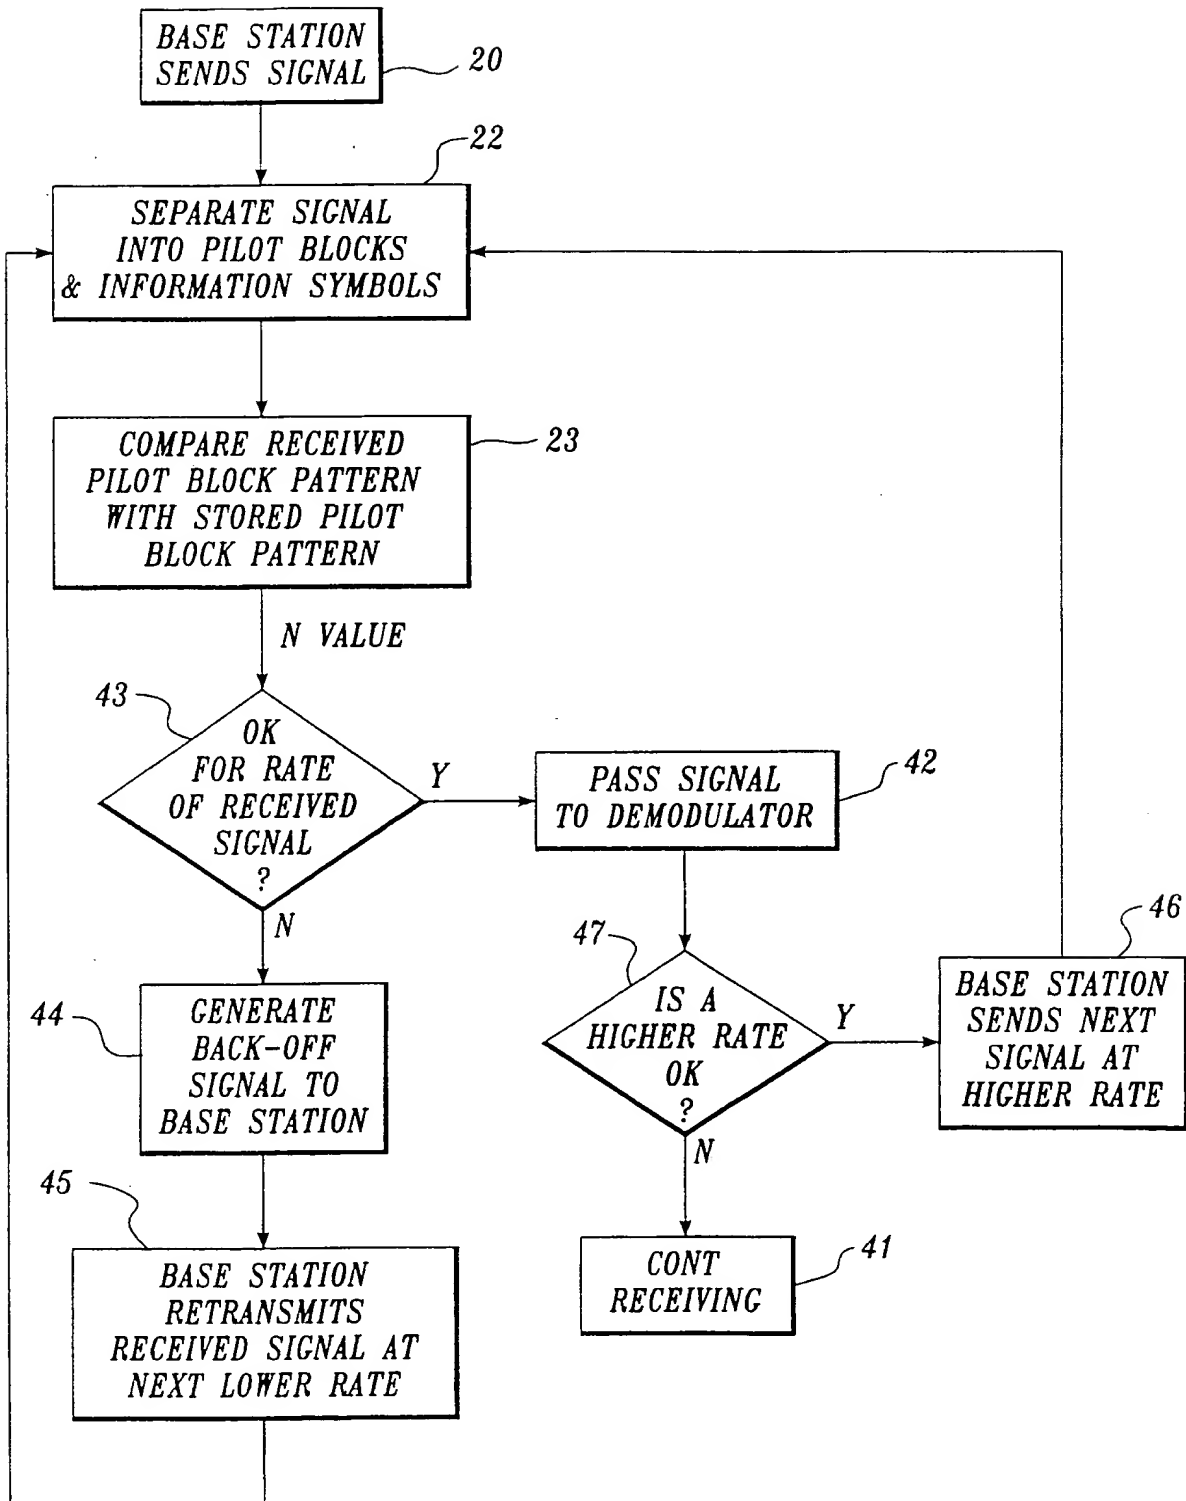 BASE STATION
SENDS SIGNAL
20
22
SEPARATE SIGNAL
INTO PILOT BLOCKS
& INFORMATION SYMBOLS
23
COMPARE RECEIVED
PILOT BLOCK PATTERN
WITH STORED PILOT
BLOCK PATTERN
N VALUE
43
OK
FOR RATE
OF RECEIVED
SIGNAL
?
Y
N
PASS SIGNAL
TO DEMODULATOR
42
47
IS A
HIGHER RATE
OK
?
Y
N
46
BASE STATION
SENDS NEXT
SIGNAL AT
HIGHER RATE
44
GENERATE
BACK-OFF
SIGNAL TO
BASE STATION
45
BASE STATION
RETRANSMITS
RECEIVED SIGNAL AT
NEXT LOWER RATE
41
CONT
RECEIVING